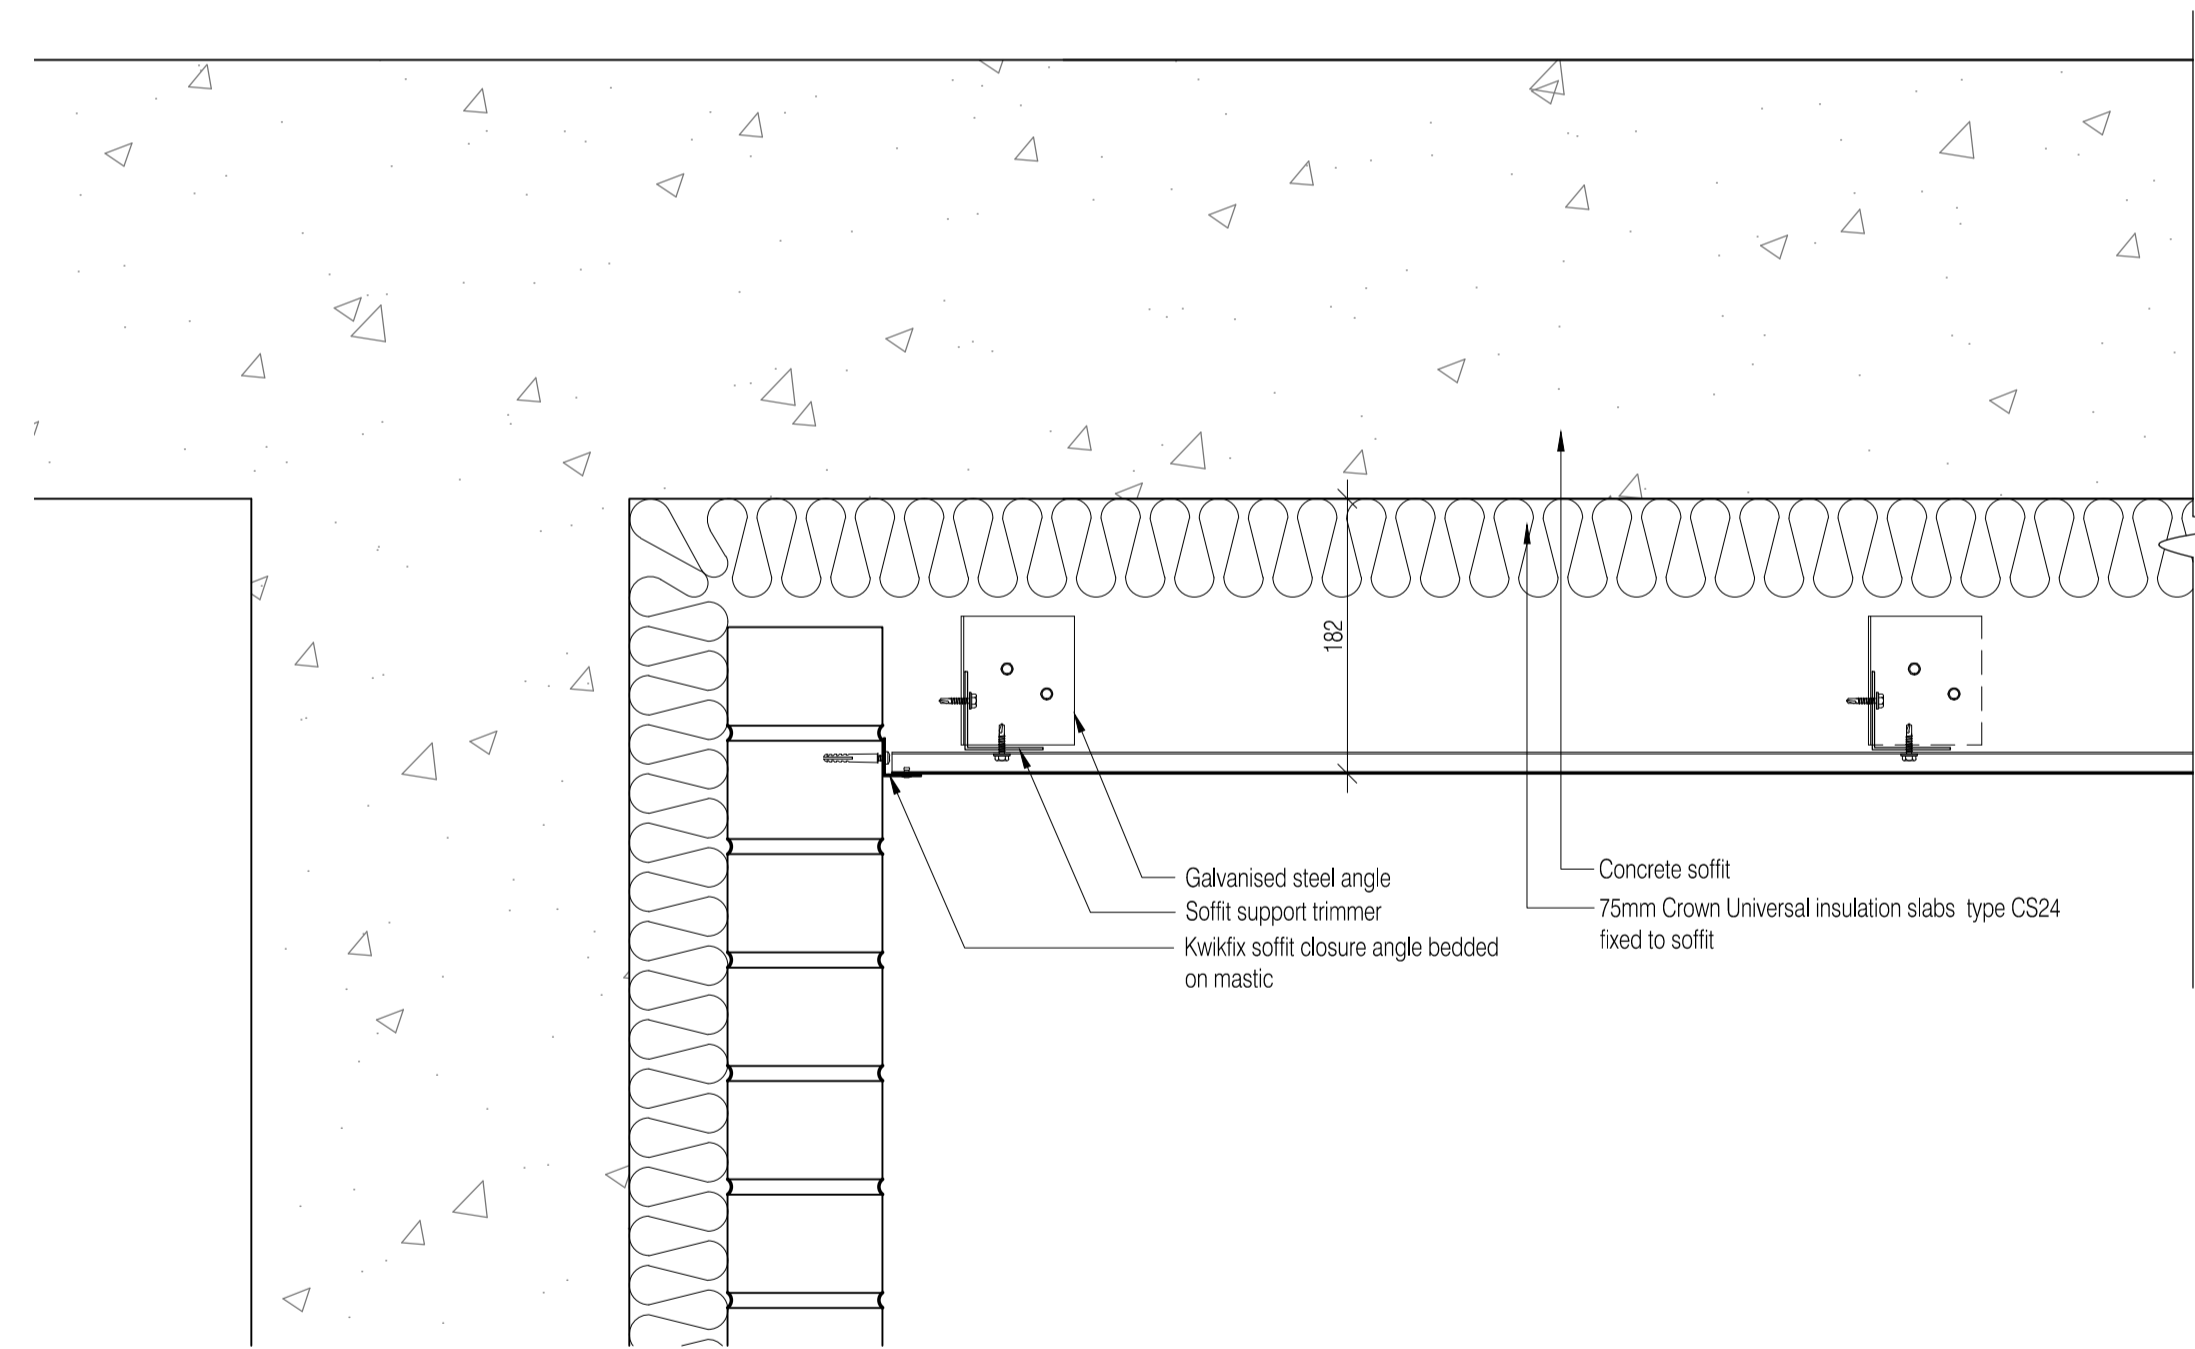 182
Galvanised steel angle
Soffit support trimmer
Kwikfix soffit closure angle bedded
on mastic
Concrete soffit
75mm Crown Universal insulation slabs type CS24
fixed to soffit